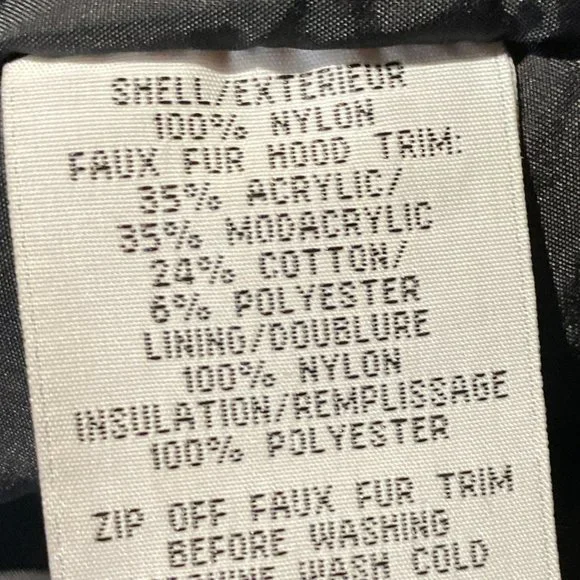 SHELL/EXTERIEUR
100% NYLON
FAUX FUR HOOD TRIM:
35% ACRYLIC/
35% MODACRYLIC
24% COTTON/
6% POLYESTER
LINING/DOUBLURE
100% NYLON
INSULATION/REMPLISSAGE
100% POLYESTER
ZIP OFF FAUX FUR TRIM
BEFORE WASHING
WASH COLD